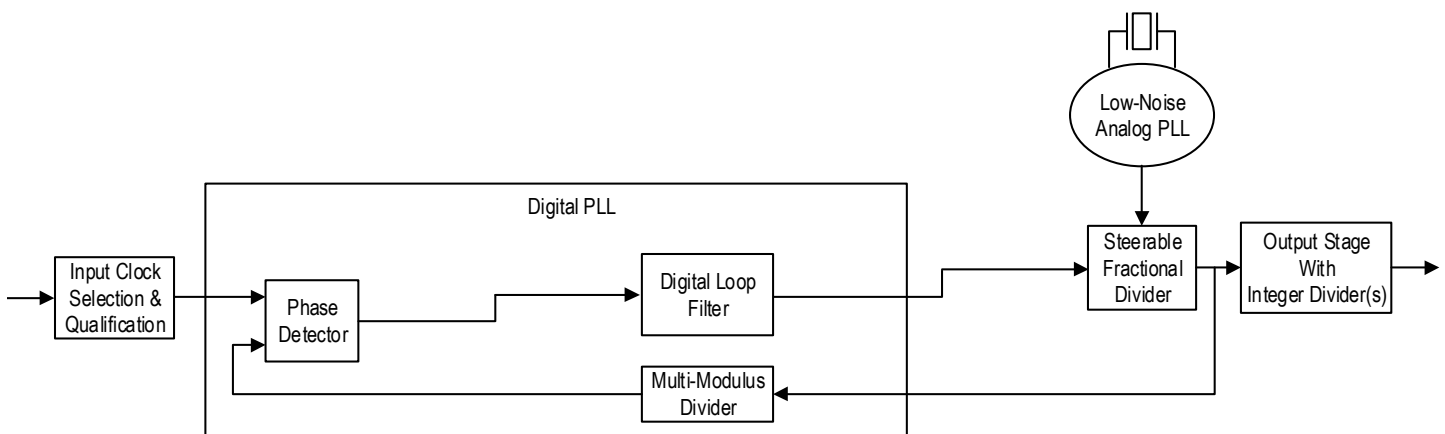 Low-Noise
Analog PLL
Digital PLL
Input Clock
Selection &
Qualification
Phase
Detector
Digital Loop
Filter
Steerable
Fractional
Divider
Output Stage
With
Integer Divider(s)
Multi-Modulus
Divider